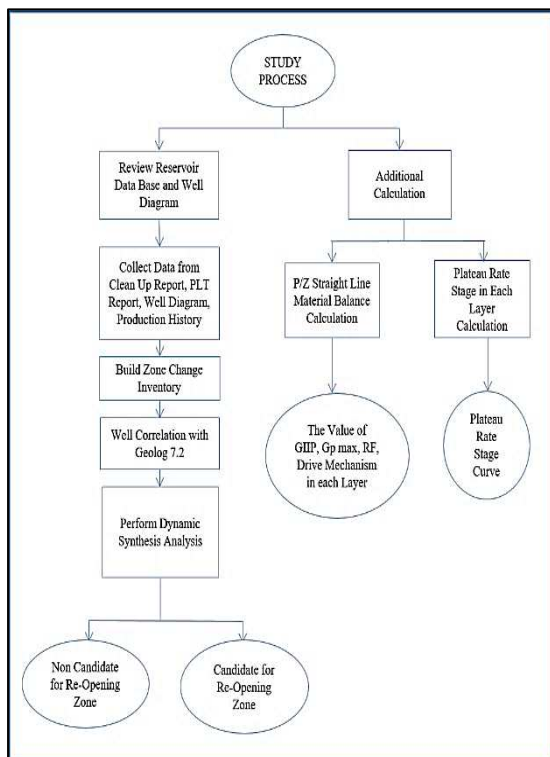 STUDY
PROCESS
Review Reservoir
Data Base and Well
Diagram
Additional
Calculation
Collect Data from
Clean Up Report, PLT
Report, Well Diagram,
Production History
P/Z Straight Line
Material Balance
Calculation
Plateau Rate
Stage in Each
Layer
Calculation
Build Zone Change
Inventory
Well Correlation with
Geolog 7.2
The Value of
GIIP, Gp max, RF,
Drive Mechanism
in each Layer
Plateau
Rate
Stage
Curve
Perform Dynamic
Synthesis Analysis
Non Candidate
for Re-Opening
Zone
Candidate for
Re-Opening
Zone